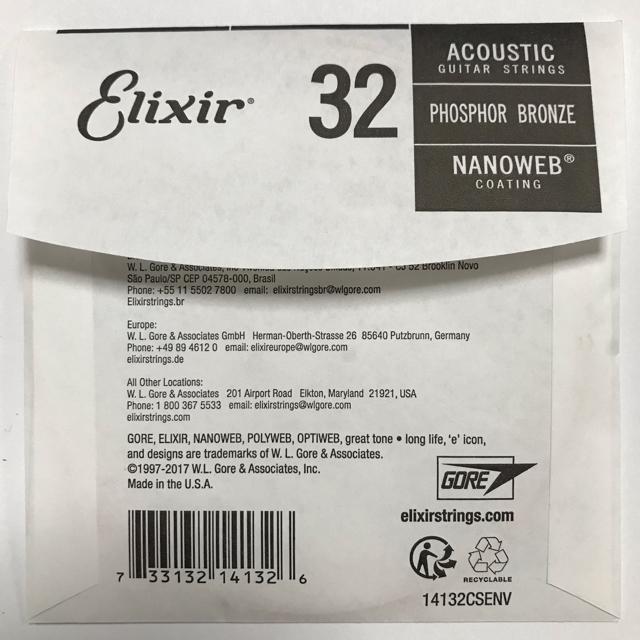 Elixir®
32
ACOUSTIC
GUITAR STRINGS
PHOSPHOR BRONZE
NANOWEB®
COATING
W. L. Gore & Associates, Inc
Brooklin Novo
São Paulo/SP CEP 04578-000, Brasil
Phone: +55 11 5502 7800 email: elixirstringsbr@wlgore.com
Elixirstrings.br
Europe:
W. L. Gore & Associates GmbH Herman-Oberth-Strasse 26 85640 Putzbrunn, Germany
Phone: +49 89 4612 0 email: elixireurope@wlgore.com
elixirstrings.de
All Other Locations:
W. L. Gore & Associates 201 Airport Road Elkton, Maryland 21921, USA
Phone: 1 800 367 5533 email: elixirstrings@wlgore.com
elixirstrings.com
GORE, ELIXIR, NANOWEB, POLYWEB, OPTIWEB, great tone • long life, 'e' icon,
and designs are trademarks of W. L. Gore & Associates.
©1997-2017 W.L. Gore & Associates, Inc.
Made in the U.S.A.
GORE
elixirstrings.com
7 33132 14132 6
RECYCLABLE
14132CSENV